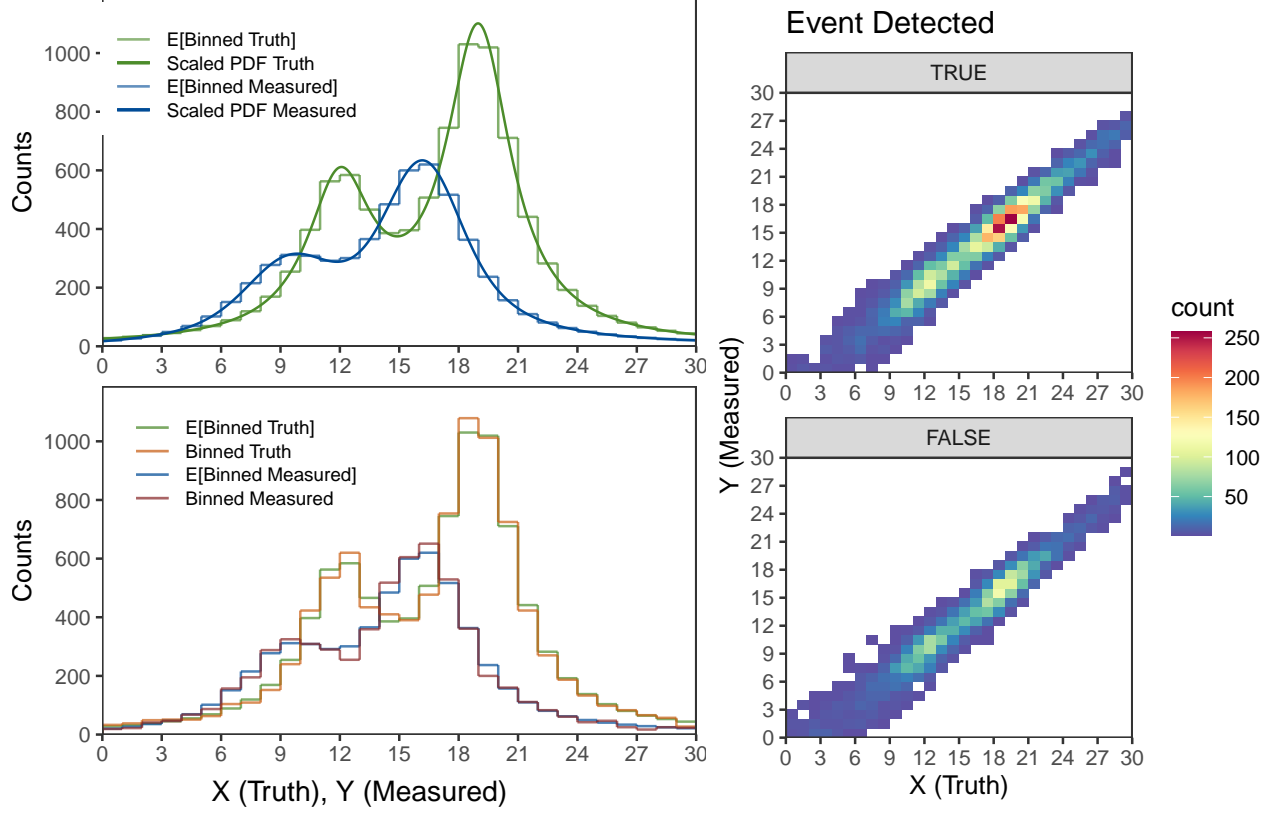 E[Binned Truth]
Scaled PDF Truth
E[Binned Measured]
Scaled PDF Measured
Counts
1000
800
600
400
200
0
0 3 6 9 12 15 18 21 24 27 30
E[Binned Truth]
Binned Truth
E[Binned Measured]
Binned Measured
Counts
1000
800
600
400
200
0
0 3 6 9 12 15 18 21 24 27 30
X (Truth), Y (Measured)
Event Detected
TRUE
30
27
24
21
18
15
12
9
6
3
0
0 3 6 9 12 15 18 21 24 27 30
Y (Measured)
FALSE
30
27
24
21
18
15
12
9
6
3
0
0 3 6 9 12 15 18 21 24 27 30
X (Truth)
count
250
200
150
100
50